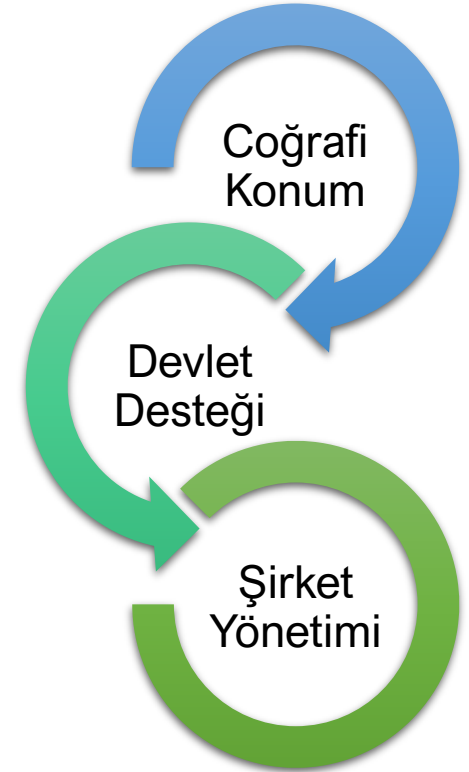 Coğrafi
Konum
Devlet
Desteği
Şirket
Yönetimi